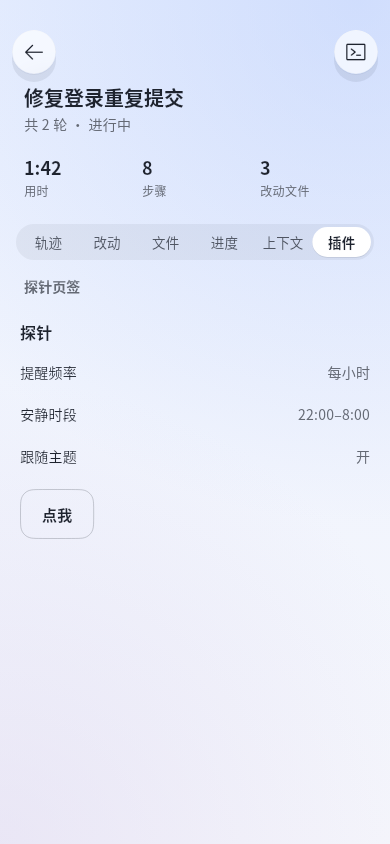 修复登录重复提交
共 2 轮 · 进行中
1:42 8 3
用时 步骤 改动文件
轨迹 改动 文件 进度 上下文 插件
探针页签
探针
提醒频率 每小时
安静时段 22:00–8:00
跟随主题 开
点我